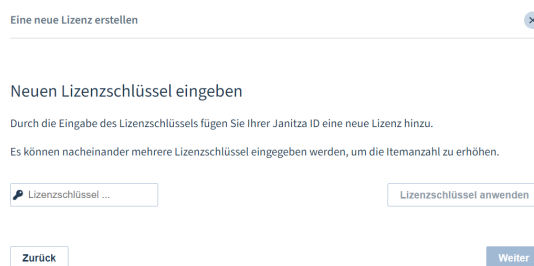 Eine neue Lizenz erstellen
Neuen Lizenzschlüssel eingeben
Durch die Eingabe des Lizenzschlüssels fügen Sie Ihrer Janitza ID eine neue Lizenz hinzu.
Es können nacheinander mehrere Lizenzschlüssel eingegeben werden, um die Itemanzahl zu erhöhen.
Lizenzschlüssel ...
Lizenzschlüssel anwenden
Zurück
Weiter